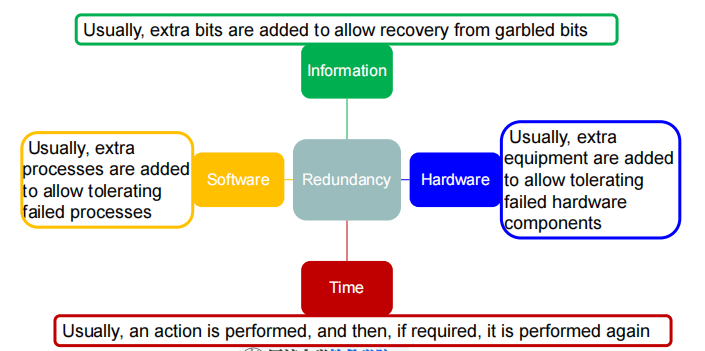 Usually, extra bits are added to allow recovery from garbled bits
Information
Usually, extra
processes are added
to allow tolerating
failed processes
Software
Redundancy
Hardware
Usually, extra
equipment are added
to allow tolerating
failed hardware
components
Time
Usually, an action is performed, and then, if required, it is performed again